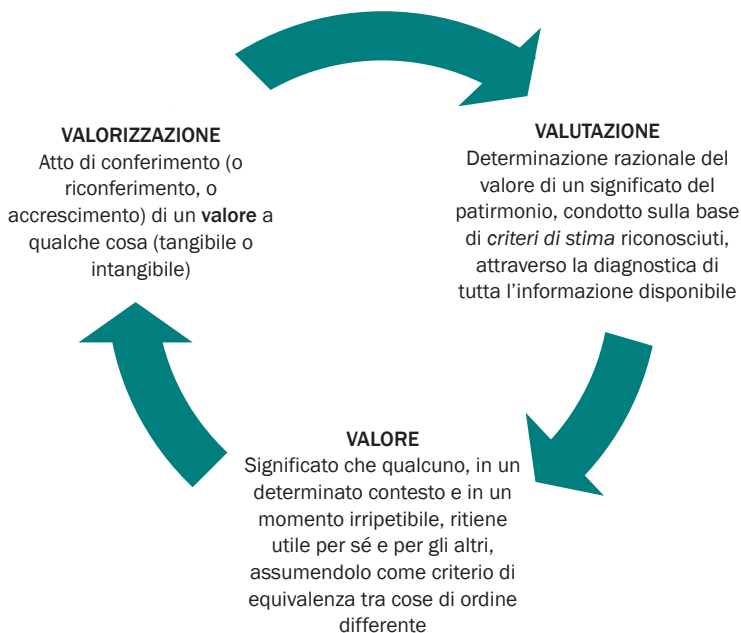 VALORIZZAZIONE
Atto di conferimento (o
riconferimento, o
accrescimento) di un valore a
qualche cosa (tangibile o
intangibile)
VALUTAZIONE
Determinazione razionale del
valore di un significato del
patirmonio, condotto sulla base
di criteri di stima riconosciuti,
attraverso la diagnostica di
tutta l’informazione disponibile
VALORE
Significato che qualcuno, in un
determinato contesto e in un
momento irripetibile, ritiene
utile per sé e per gli altri,
assumendolo come criterio di
equivalenza tra cose di ordine
differente